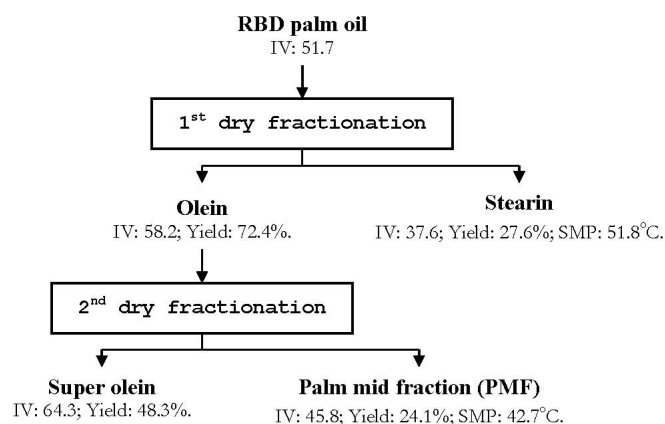 RBD palm oil
IV: 51.7
1st dry fractionation
Olein
IV: 58.2; Yield: 72.4%.
Stearin
IV: 37.6; Yield: 27.6%; SMP: 51.8°C.
2nd dry fractionation
Super olein
IV: 64.3; Yield: 48.3%.
Palm mid fraction (PMF)
IV: 45.8; Yield: 24.1%; SMP: 42.7°C.